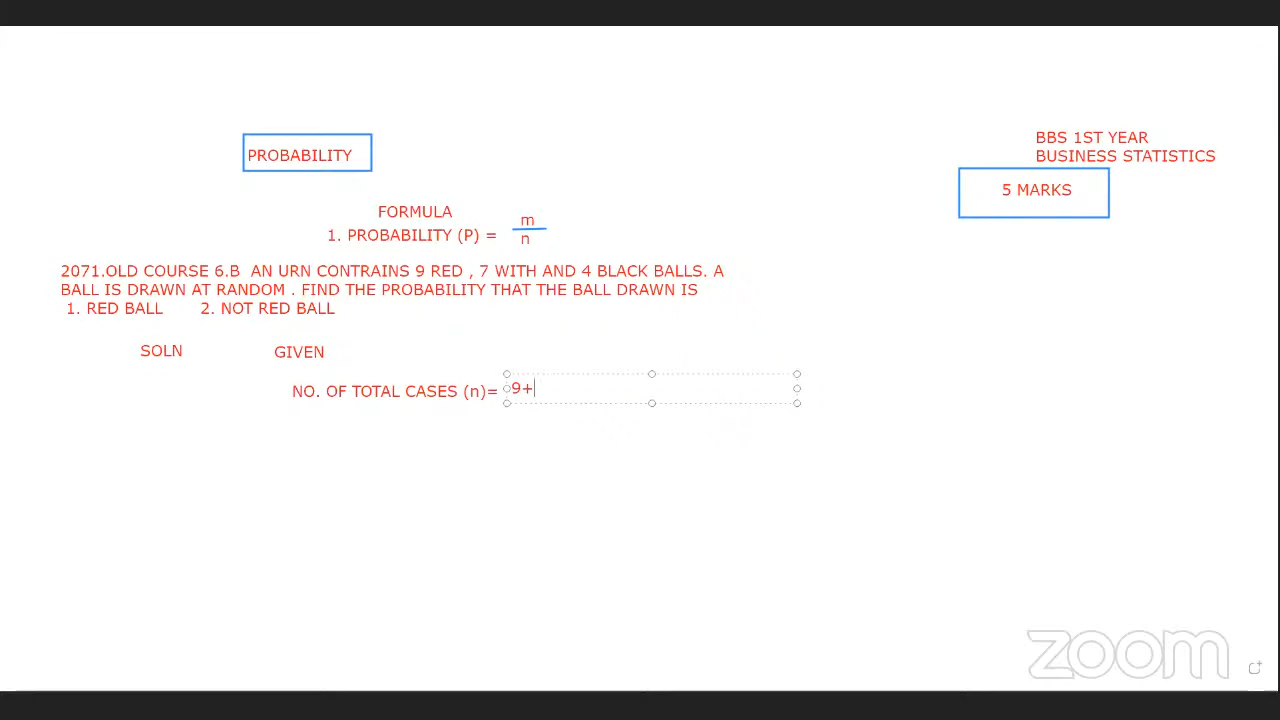 BBS 1ST YEAR
BUSINESS STATISTICS
PROBABILITY
5 MARKS
FORMULA
1. PROBABILITY (P) = m
n
2071.OLD COURSE 6.B AN URN CONTRAINS 9 RED , 7 WITH AND 4 BLACK BALLS. A
BALL IS DRAWN AT RANDOM . FIND THE PROBABILITY THAT THE BALL DRAWN IS
1. RED BALL 2. NOT RED BALL
SOLN GIVEN
NO. OF TOTAL CASES (n)= 9+
zoom